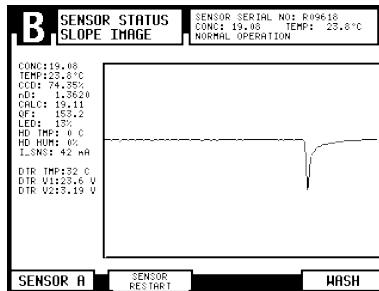 B
SENSOR STATUS
SLOPE IMAGE
SENSOR SERIAL NO: R09618
CONC: 19.08 TEMP: 23.8°C
NORMAL OPERATION
CONC:19.08
TEMP:23.8°C
CCD: 74.35%
nD: 1.3620
CALC: 19.11
QF: 153.2
LED: 13%
HD TMP: 0 C
HD HUM: 0%
I_SNS: 42 mA
DTR TMP:32 C
DTR V1:23.6 V
DTR V2:3.19 V
SENSOR A
SENSOR
RESTART
WASH